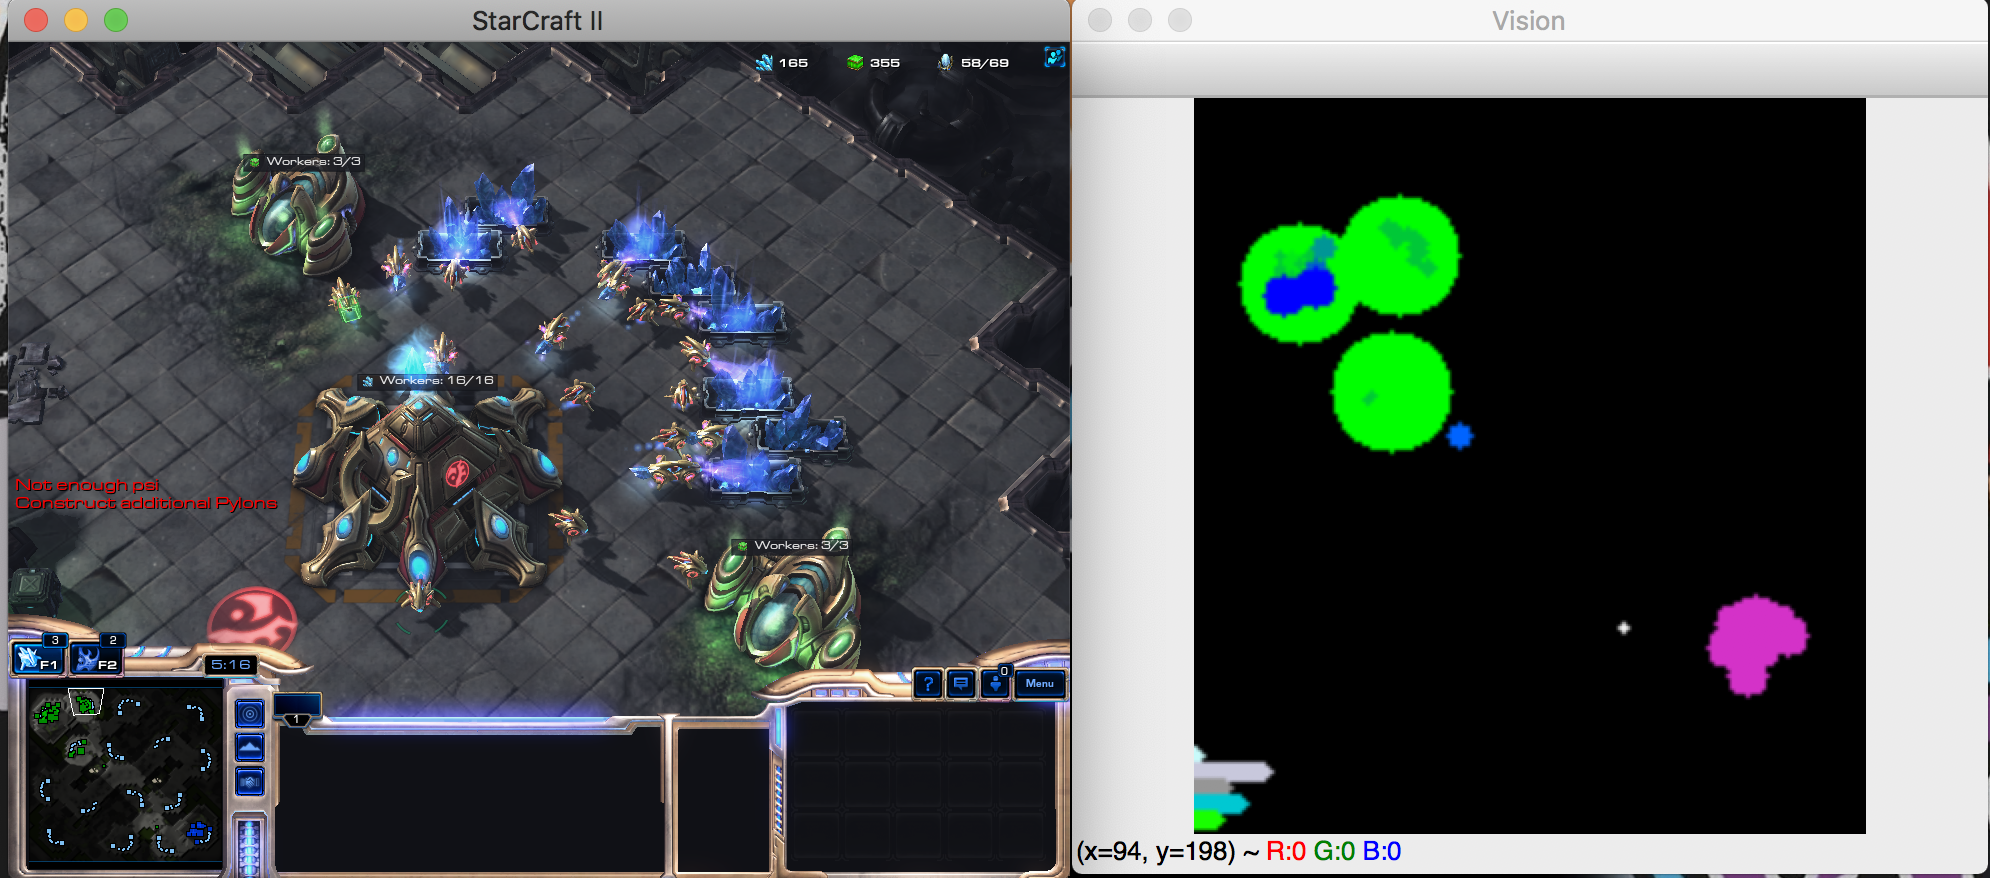 StarCraft II
165 355 58/69
Workers: 3/3
Workers: 16/16
Not enough psi
Construct additional Pylons
Workers: 3/3
3 2
F1 F2
5:16
0
? Menu
1
Vision
(x=94, y=198) ~ R:0 G:0 B:0